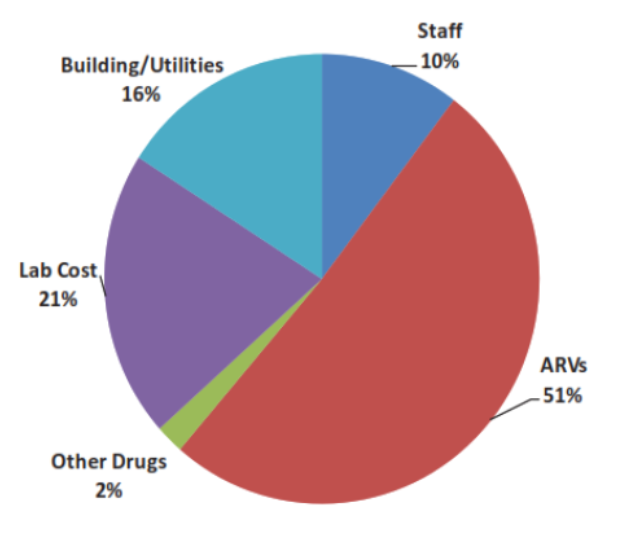 Staff
10%
Building/Utilities
16%
Lab Cost
21%
ARVs
51%
Other Drugs
2%